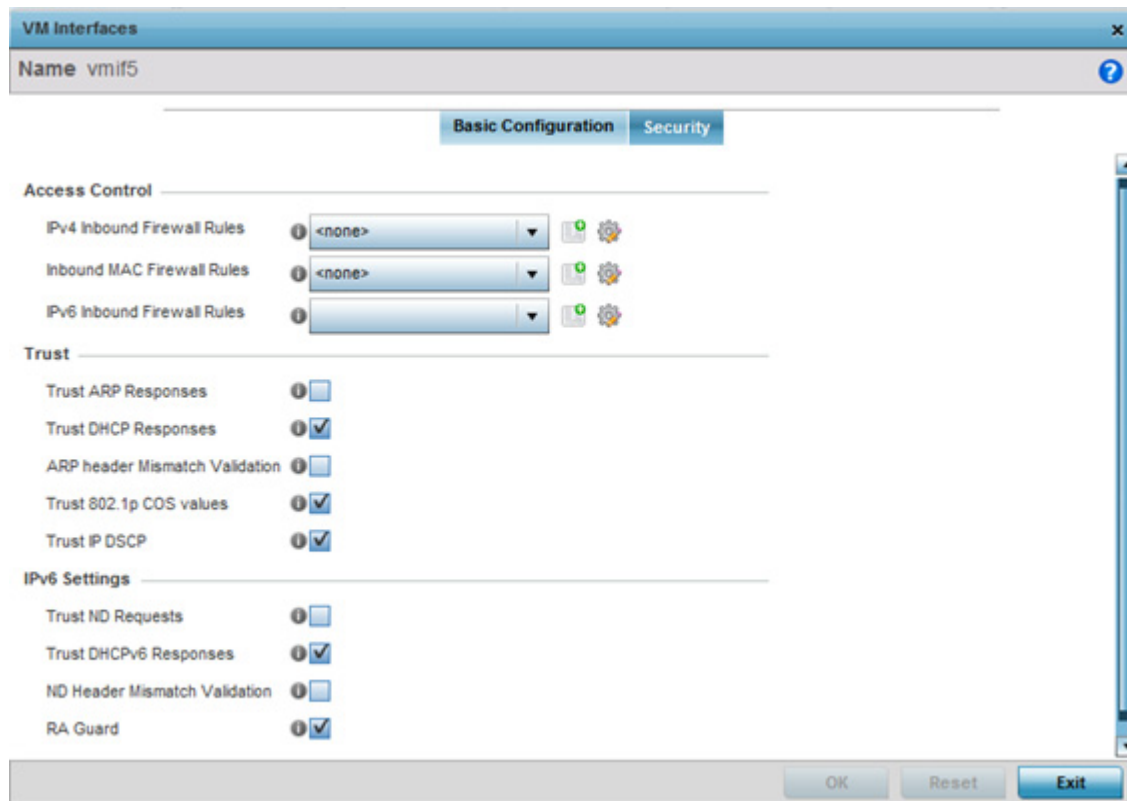 VM Interfaces
Name vmif5
Basic Configuration Security
Access Control
IPv4 Inbound Firewall Rules <none>
Inbound MAC Firewall Rules <none>
IPv6 Inbound Firewall Rules
Trust
Trust ARP Responses
Trust DHCP Responses
ARP header Mismatch Validation
Trust 802.1p COS values
Trust IP DSCP
IPv6 Settings
Trust ND Requests
Trust DHCPv6 Responses
ND Header Mismatch Validation
RA Guard
OK Reset Exit